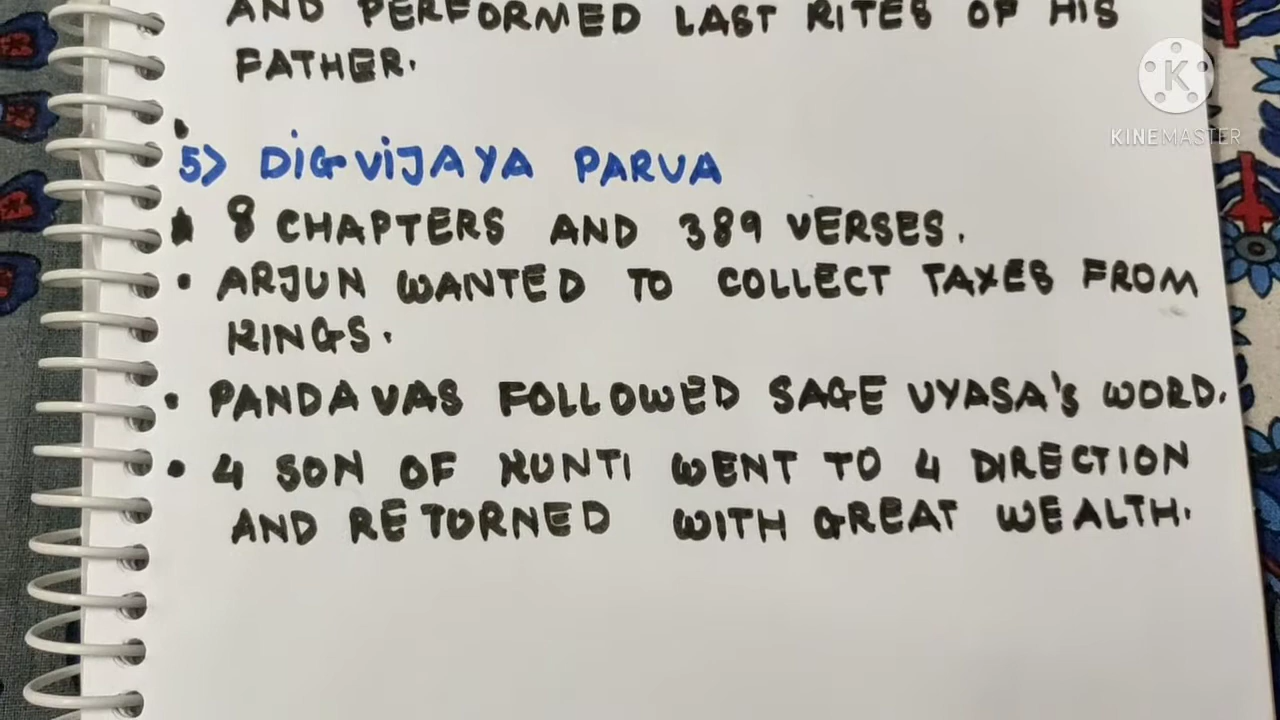 AND PERFORMED LAST RITES OF HIS
FATHER.
K
KINEMASTER
5) DIGVIJAYA PARVA
8 CHAPTERS AND 389 VERSES.
• ARJUN WANTED TO COLLECT TAXES FROM
KINGS.
• PANDAVAS FOLLOWED SAGE VYASA'S WORD.
• 4 SON OF KUNTI WENT TO 4 DIRECTION
AND RETORNED WITH GREAT WEALTH.